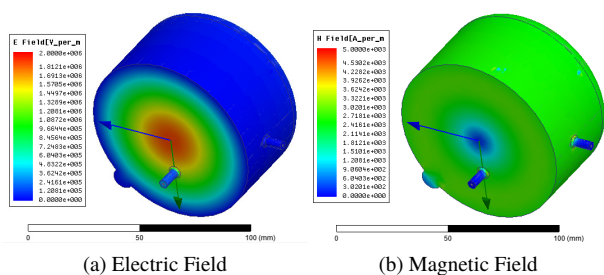 E Field[V_per_m
2.0000e+006
1.8121e+006
1.6913e+006
1.5705e+006
1.4497e+006
1.3289e+006
1.2081e+006
1.0872e+006
9.6644e+005
8.4564e+005
7.2483e+005
6.0403e+005
4.8322e+005
3.6242e+005
2.4161e+005
1.2081e+005
0.0000e+000
0
50
100 (mm)
(a) Electric Field
H Field[A_per_m
5.0000e+003
4.5302e+003
4.2282e+003
3.9262e+003
3.6242e+003
3.3221e+003
3.0201e+003
2.7181e+003
2.4161e+003
2.1141e+003
1.8121e+003
1.5101e+003
1.2081e+003
9.0604e+002
6.0403e+002
3.0201e+002
0.0000e+000
0
50
100 (mm)
(b) Magnetic Field